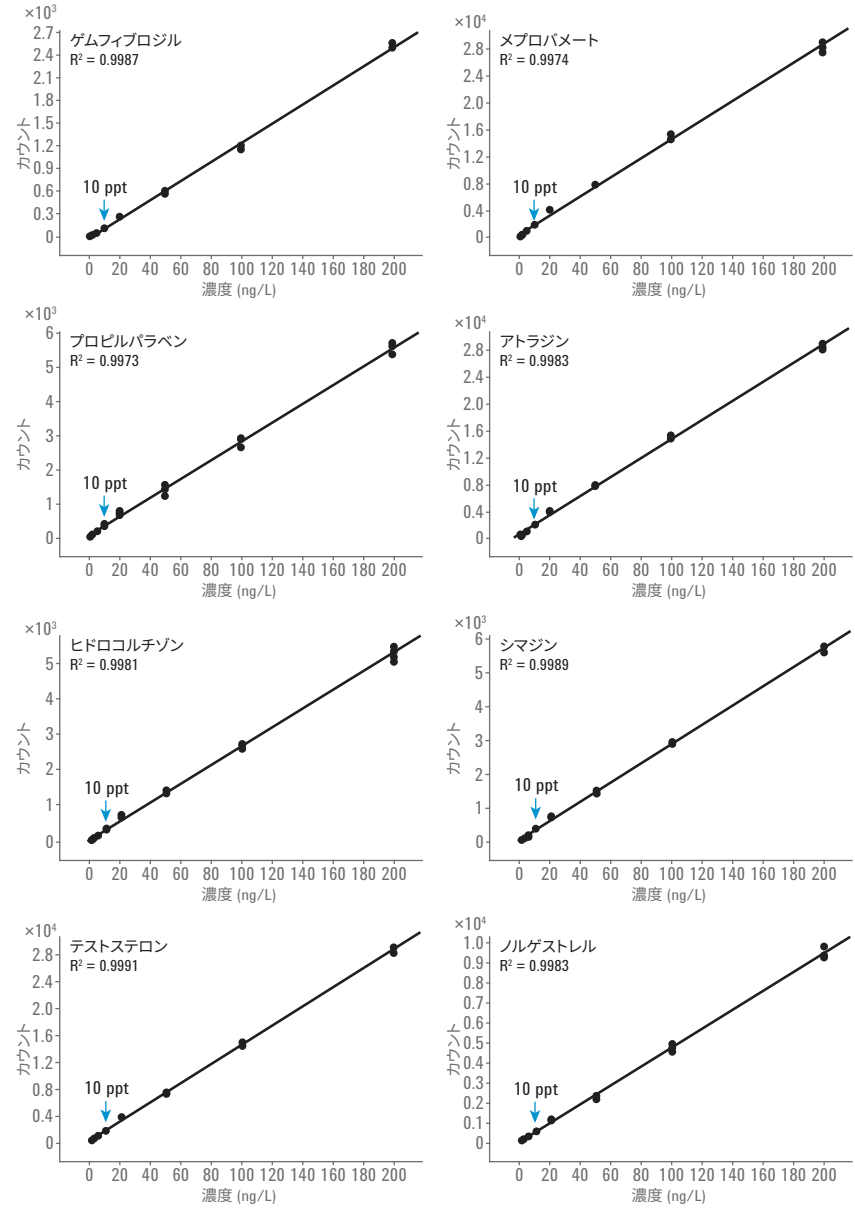 ×10³
ゲムフィブロジル
R² = 0.9987
2.7
2.4
2.1
1.8
1.5
1.2
0.9
0.6
0.3
0
カウント
10 ppt
0 20 40 60 80 100 120 140 160 180 200
濃度 (ng/L)
×10⁴
メプロバメート
R² = 0.9974
2.8
2.4
2.0
1.6
1.2
0.8
0.4
0
カウント
10 ppt
0 20 40 60 80 100 120 140 160 180 200
濃度 (ng/L)
×10³
プロピルパラベン
R² = 0.9973
6
5
4
3
2
1
0
カウント
10 ppt
0 20 40 60 80 100 120 140 160 180 200
濃度 (ng/L)
×10⁴
アトラジン
R² = 0.9983
2.8
2.4
2.0
1.6
1.2
0.8
0.4
0
カウント
10 ppt
0 20 40 60 80 100 120 140 160 180 200
濃度 (ng/L)
×10³
ヒドロコルチゾン
R² = 0.9981
5
4
3
2
1
0
カウント
10 ppt
0 20 40 60 80 100 120 140 160 180 200
濃度 (ng/L)
×10³
シマジン
R² = 0.9989
6
5
4
3
2
1
0
カウント
10 ppt
0 20 40 60 80 100 120 140 160 180 200
濃度 (ng/L)
×10⁴
テストステロン
R² = 0.9991
2.8
2.4
2.0
1.6
1.2
0.8
0.4
0
カウント
10 ppt
0 20 40 60 80 100 120 140 160 180 200
濃度 (ng/L)
×10⁴
ノルゲストレル
R² = 0.9983
1.0
0.9
0.8
0.7
0.6
0.5
0.4
0.3
0.2
0.1
0
カウント
10 ppt
0 20 40 60 80 100 120 140 160 180 200
濃度 (ng/L)